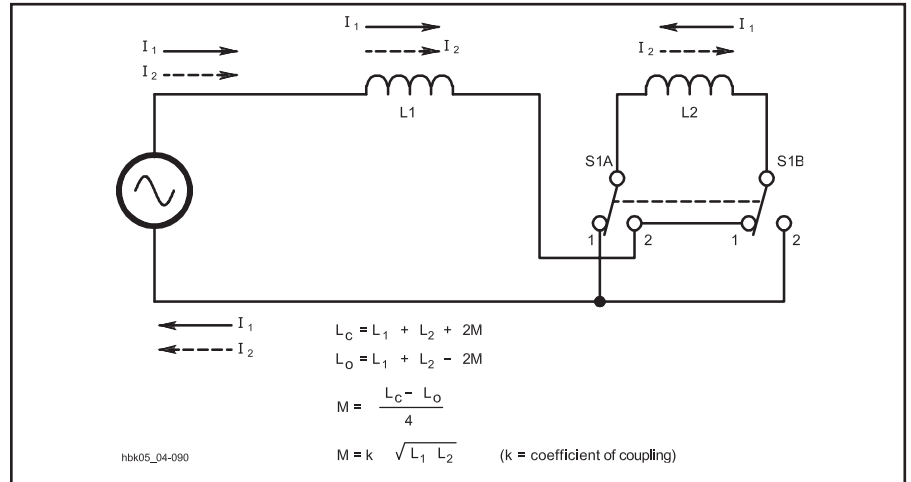 I1 I1 I1
I2 I2 I2
L1 L2
S1A S1B
1 2 1 2
I1
I2
LC = L1 + L2 + 2M
LO = L1 + L2 − 2M
M = (LC − LO) / 4
M = k √L1 L2 (k = coefficient of coupling)
hbk05_04-090